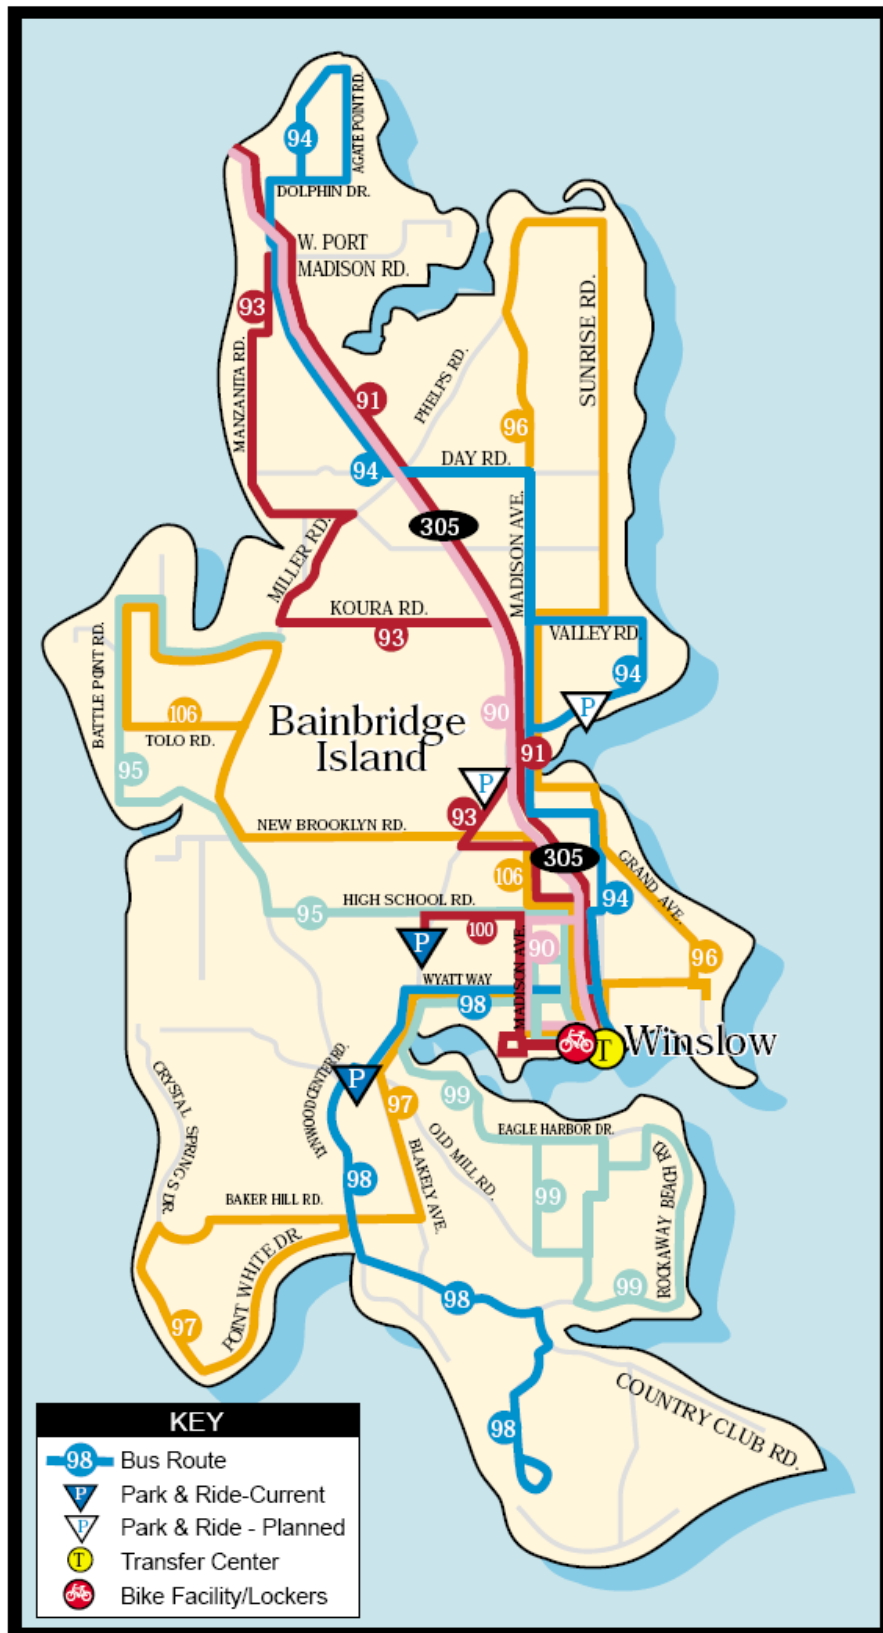 94
AGATE POINT RD.
DOLPHIN DR.
W. PORT
MADISON RD.
93
MANZANITA RD.
91
PHELPS RD.
SUNRISE RD.
96
94
DAY RD.
305
MADISON AVE.
MILLER RD.
KOURA RD.
93
VALLEY RD.
94
BATTLE POINT RD.
106
TOLO RD.
95
Bainbridge
Island
90
P
91
P
93
NEW BROOKLYN RD.
305
106
GRAND AVE.
HIGH SCHOOL RD.
95
94
100
P
MADISON AVE.
90
96
WYATT WAY
98
T
Winslow
LYNWOOD CENTER RD.
P
97
99
CRYSTAL SPRINGS DR.
OLD MILL RD.
EAGLE HARBOR DR.
BLAKELY AVE.
98
99
ROCKAWAY BEACH RD
BAKER HILL RD.
POINT WHITE DR.
97
98
99
COUNTRY CLUB RD.
98
KEY
98 Bus Route
P Park & Ride-Current
P Park & Ride - Planned
T Transfer Center
Bike Facility/Lockers